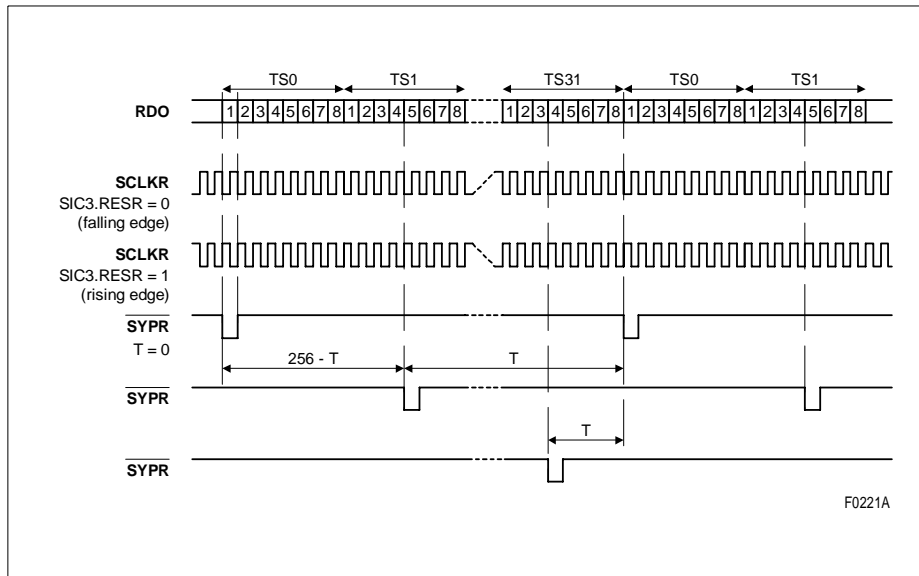 TS0 TS1 TS31 TS0 TS1
RDO 1 2 3 4 5 6 7 8 1 2 3 4 5 6 7 8 1 2 3 4 5 6 7 8 1 2 3 4 5 6 7 8 1 2 3 4 5 6 7 8
SCLKR
SIC3.RESR = 0
(falling edge)
SCLKR
SIC3.RESR = 1
(rising edge)
SYPR
T = 0
256 - T T
SYPR
T
SYPR
F0221A